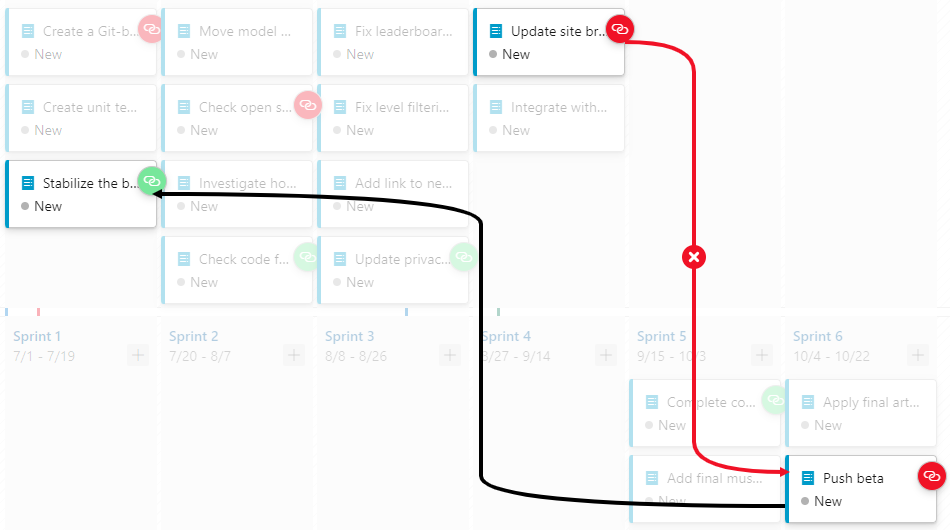 Create a Git-b...
New
Move model ...
New
Fix leaderboar...
New
Update site br...
New
Create unit te...
New
Check open s...
New
Fix level filteri...
New
Integrate with...
New
Stabilize the b...
New
Investigate ho...
New
Add link to ne...
New
Check code f...
New
Update privac...
New
Sprint 1
7/1 - 7/19
Sprint 2
7/20 - 8/7
Sprint 3
8/8 - 8/26
Sprint 4
8/27 - 9/14
Sprint 5
9/15 - 10/3
Sprint 6
10/4 - 10/22
Complete co...
New
Apply final art...
New
Add final mus...
New
Push beta
New